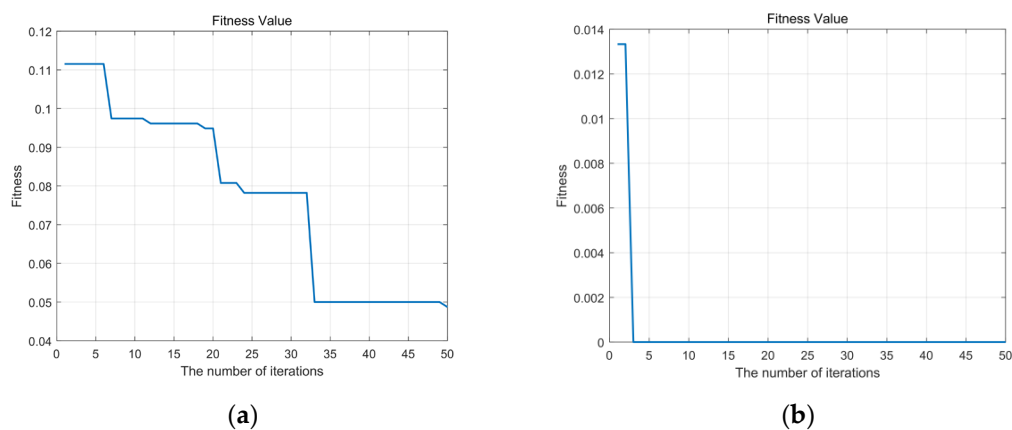 Fitness Value
0.12
0.11
0.1
0.09
0.08
0.07
0.06
0.05
0.04
Fitness
0 5 10 15 20 25 30 35 40 45 50
The number of iterations
(a)
Fitness Value
0.014
0.012
0.01
0.008
0.006
0.004
0.002
0
Fitness
0 5 10 15 20 25 30 35 40 45 50
The number of iterations
(b)